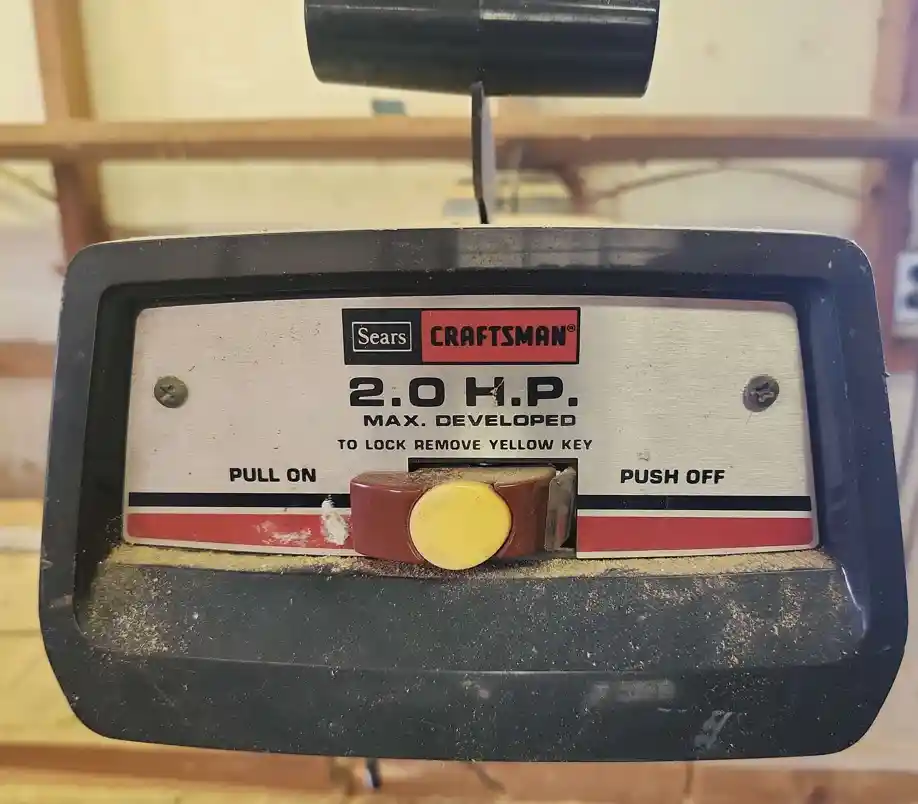 Sears CRAFTSMAN®
2.0 H.P.
MAX. DEVELOPED
TO LOCK REMOVE YELLOW KEY
PULL ON
PUSH OFF